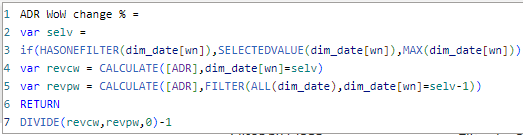 1 ADR WoW change % =
2 var selv =
3 if(HASONEFILTER(dim_date[wn]),SELECTEDVALUE(dim_date[wn]),MAX(dim_date[wn]))
4 var revcw = CALCULATE([ADR],dim_date[wn]=selv)
5 var revpw = CALCULATE([ADR],FILTER(ALL(dim_date),dim_date[wn]=selv-1))
6 RETURN
7 DIVIDE(revcw,revpw,0)-1